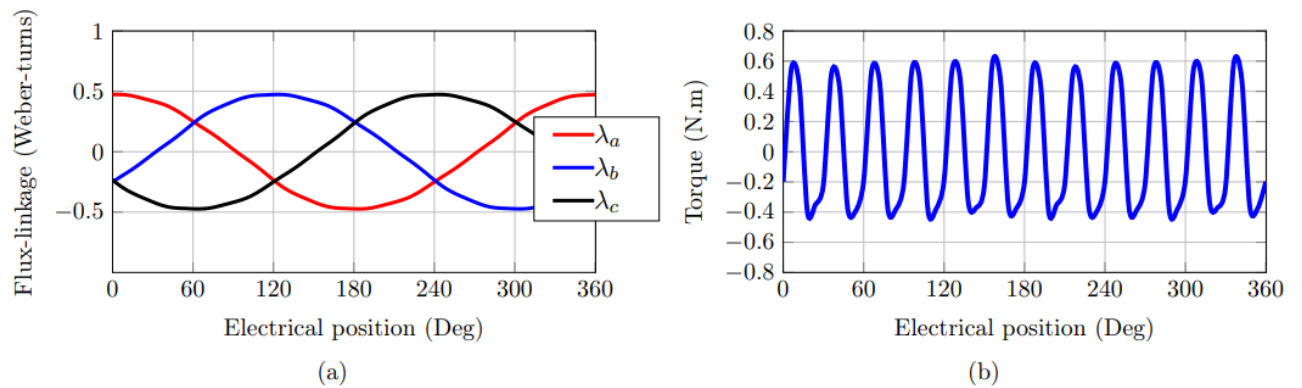 Flux-linkage (Weber-turns)
1
0.5
0
−0.5
0 60 120 180 240 300 360
Electrical position (Deg)
λa
λb
λc
(a)
Torque (N.m)
0.8
0.6
0.4
0.2
0
−0.2
−0.4
−0.6
−0.8
0 60 120 180 240 300 360
Electrical position (Deg)
(b)